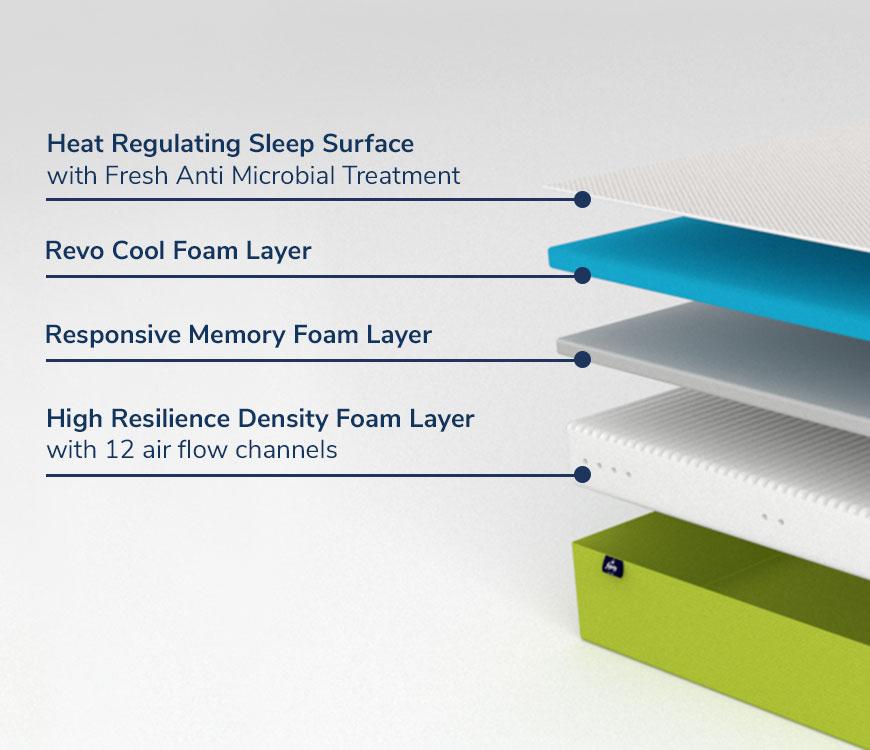 Heat Regulating Sleep Surface
with Fresh Anti Microbial Treatment
Revo Cool Foam Layer
Responsive Memory Foam Layer
High Resilience Density Foam Layer
with 12 air flow channels